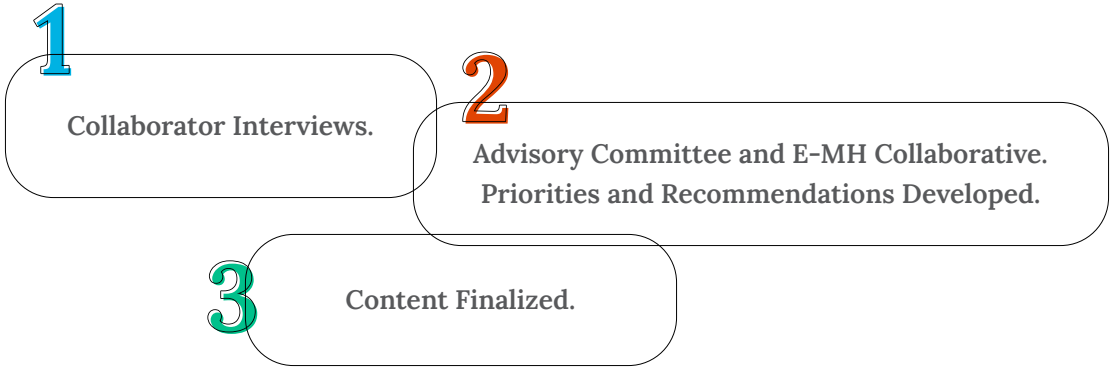 1
Collaborator Interviews.
2
Advisory Committee and E-MH Collaborative.
Priorities and Recommendations Developed.
3
Content Finalized.